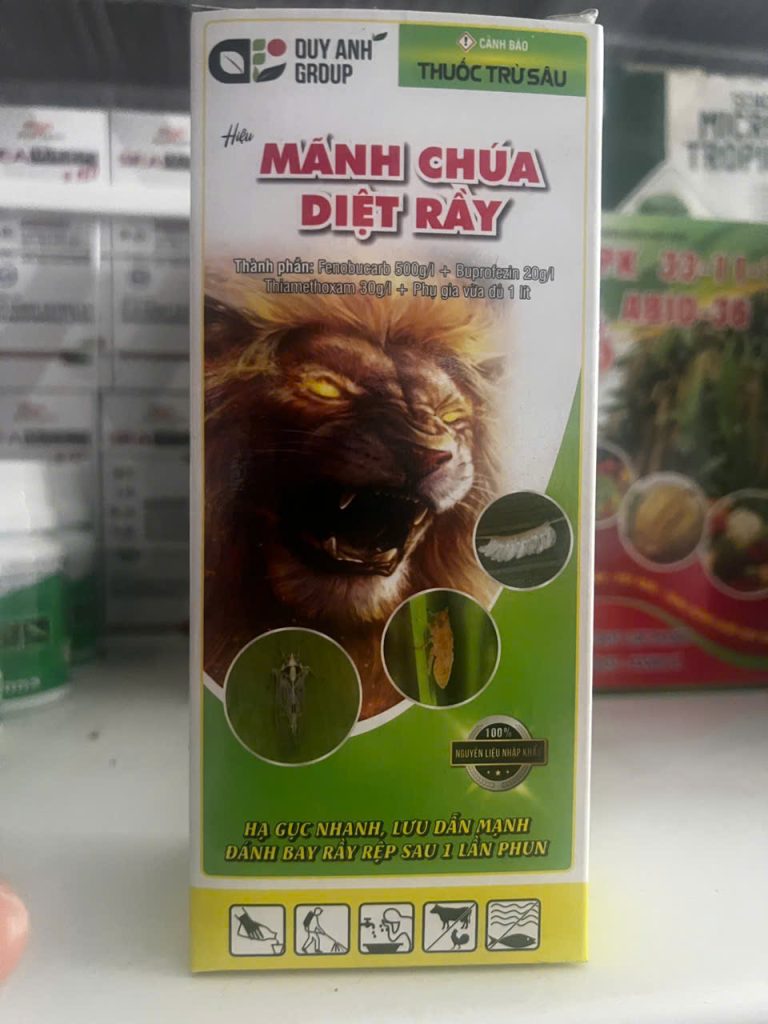 QUY ANH
GROUP
CẢNH BÁO
THUỐC TRỪ SÂU
Hiệu
MÃNH CHÚA
DIỆT RẦY
Thành phần: Fenobucarb 500g/l + Buprofezin 20g/l
Thiamethoxam 30g/l + Phụ gia vừa đủ 1 lít
100%
NGUYÊN LIỆU NHẬP KHẨU
HẠ GỤC NHANH, LƯU DẪN MẠNH
ĐÁNH BAY RẦY RỆP SAU 1 LẦN PHUN
33-11-